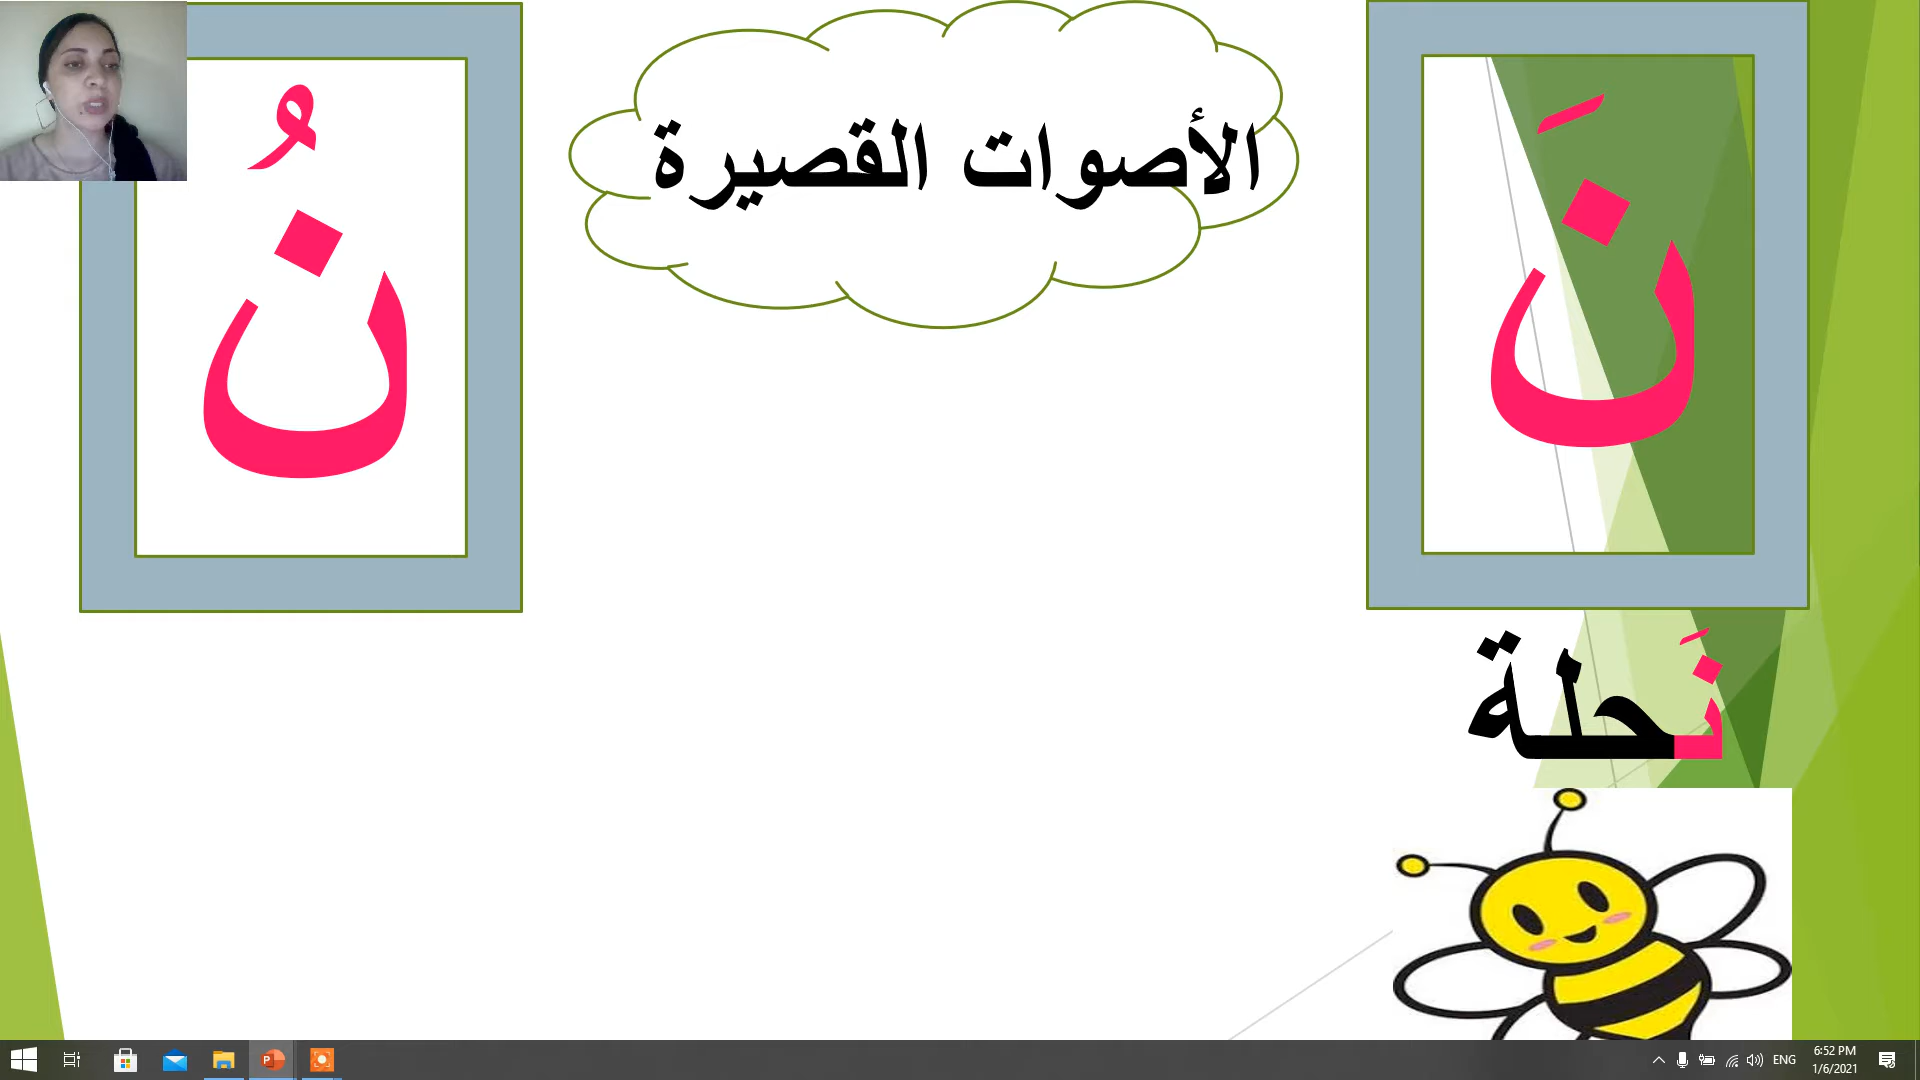 الأصوات القصيرة
نَ
نُ
نَحلة
ENG
6:52 PM
1/6/2021